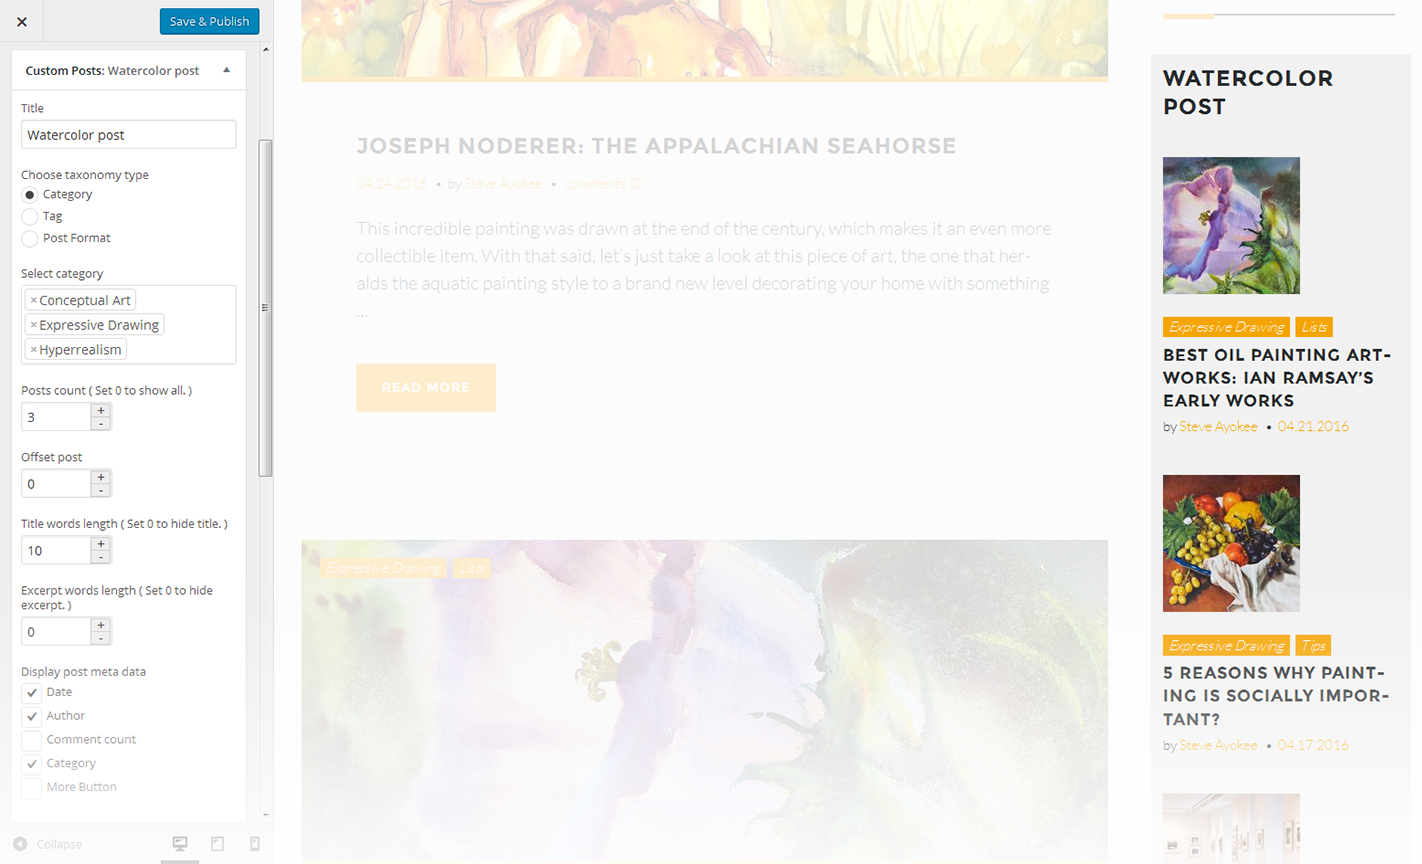 Save & Publish
Custom Posts: Watercolor post
Title
Watercolor post
Choose taxonomy type
Category
Tag
Post Format
Select category
×Conceptual Art
×Expressive Drawing
×Hyperrealism
Posts count ( Set 0 to show all. )
3
Offset post
0
Title words length ( Set 0 to hide title. )
10
Excerpt words length ( Set 0 to hide
excerpt. )
0
Display post meta data
Date
Author
Comment count
Category
More Button
Collapse
JOSEPH NODERER: THE APPALACHIAN SEAHORSE
04.24.2016 • by Steve Ayokee • comments (0)
This incredible painting was drawn at the end of the century, which makes it an even more
collectible item. With that said, let's just take a look at this piece of art, the one that her-
alds the aquatic painting style to a brand new level decorating your home with something
...
READ MORE
Expressive Drawing Lists
WATERCOLOR
POST
Expressive Drawing Lists
BEST OIL PAINTING ART-
WORKS: IAN RAMSAY'S
EARLY WORKS
by Steve Ayokee • 04.21.2016
Expressive Drawing Tips
5 REASONS WHY PAINT-
ING IS SOCIALLY IMPOR-
TANT?
by Steve Ayokee • 04.17.2016